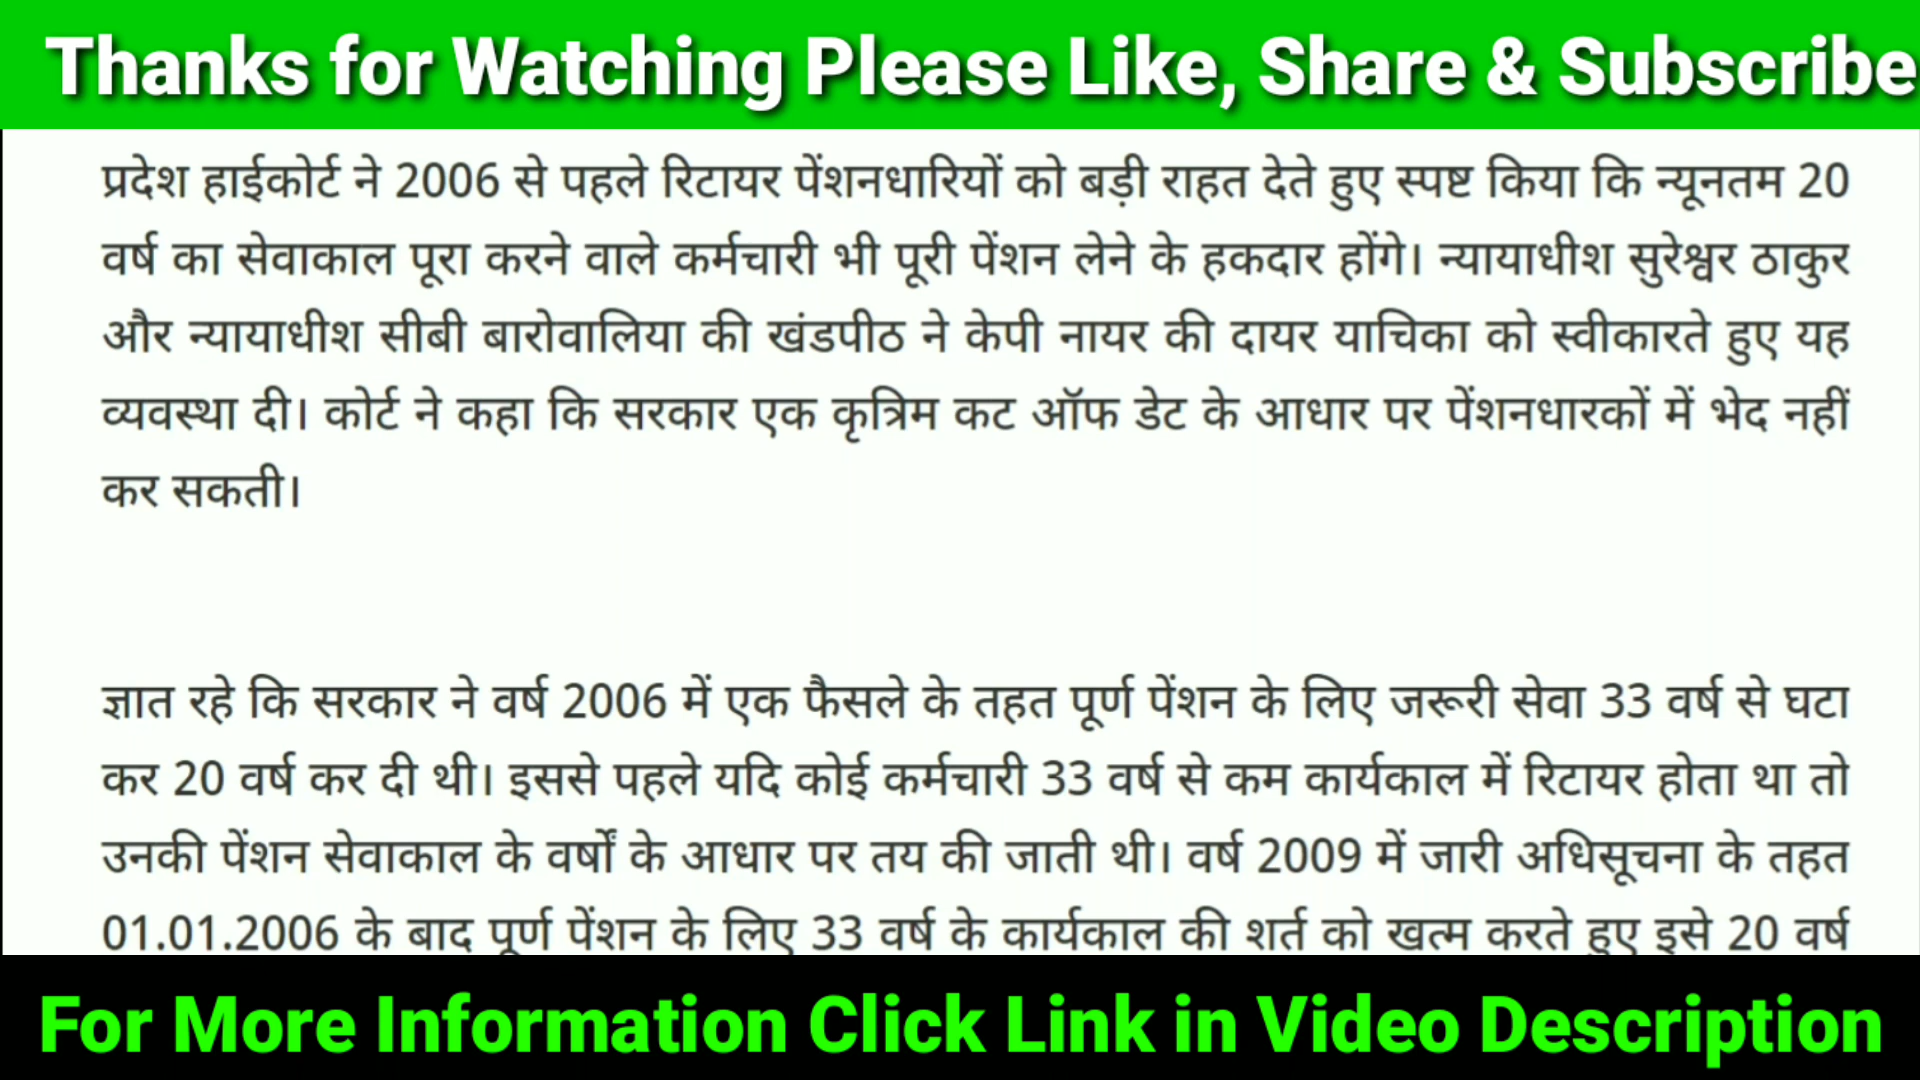 Thanks for Watching Please Like, Share & Subscribe
प्रदेश हाईकोर्ट ने 2006 से पहले रिटायर पेंशनधारियों को बड़ी राहत देते हुए स्पष्ट किया कि न्यूनतम 20
वर्ष का सेवाकाल पूरा करने वाले कर्मचारी भी पूरी पेंशन लेने के हकदार होंगे। न्यायाधीश सुरेश्वर ठाकुर
और न्यायाधीश सीबी बारोवालिया की खंडपीठ ने केपी नायर की दायर याचिका को स्वीकारते हुए यह
व्यवस्था दी। कोर्ट ने कहा कि सरकार एक कृत्रिम कट ऑफ डेट के आधार पर पेंशनधारकों में भेद नहीं
कर सकती।
ज्ञात रहे कि सरकार ने वर्ष 2006 में एक फैसले के तहत पूर्ण पेंशन के लिए जरूरी सेवा 33 वर्ष से घटा
कर 20 वर्ष कर दी थी। इससे पहले यदि कोई कर्मचारी 33 वर्ष से कम कार्यकाल में रिटायर होता था तो
उनकी पेंशन सेवाकाल के वर्षों के आधार पर तय की जाती थी। वर्ष 2009 में जारी अधिसूचना के तहत
01.01.2006 के बाद पूर्ण पेंशन के लिए 33 वर्ष के कार्यकाल की शर्त को खत्म करते हुए इसे 20 वर्ष
For More Information Click Link in Video Description